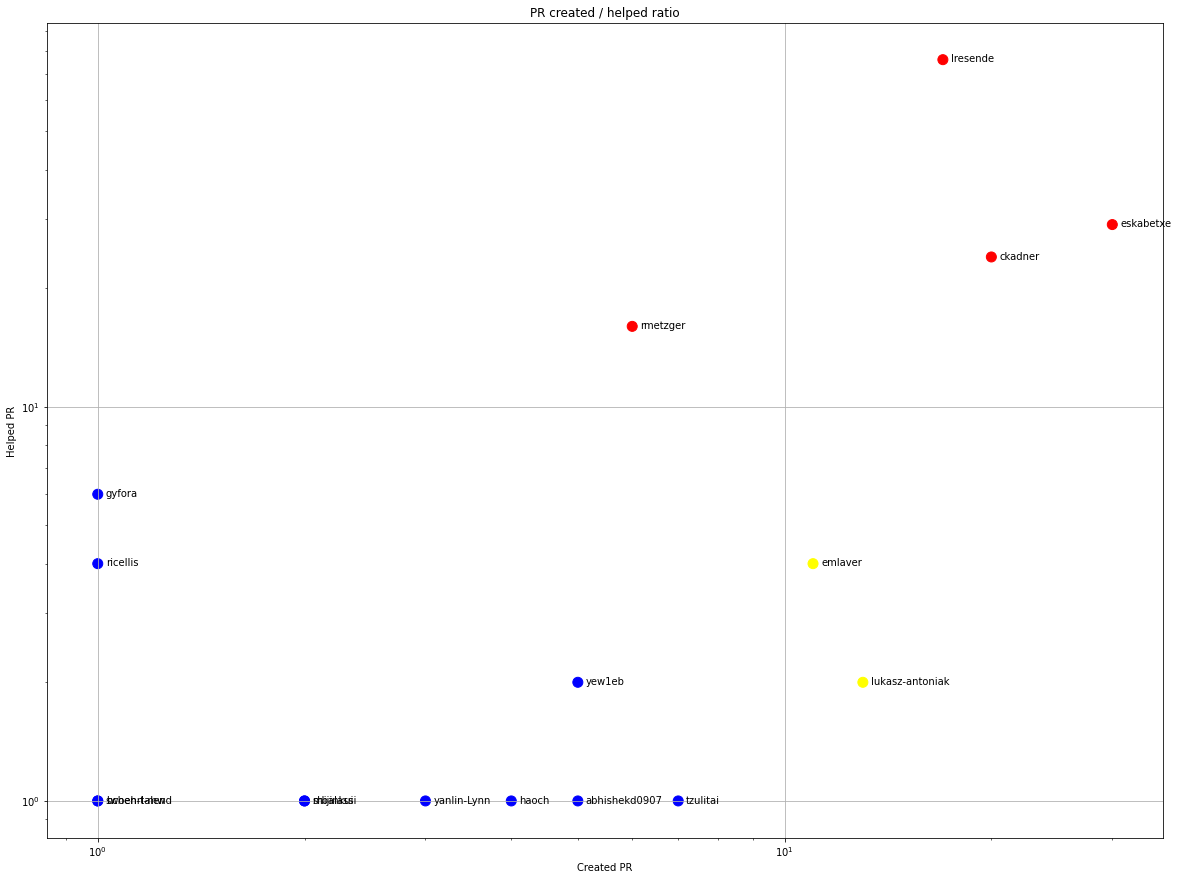 PR created / helped ratio
lresende
eskabetxe
ckadner
rmetzger
10¹
Helped PR
gyfora
ricellis
emlaver
yew1eb
lukasz-antoniak
10⁰
yanlin-Lynn
haoch
abhishekd0907
tzulitai
10⁰
10¹
Created PR